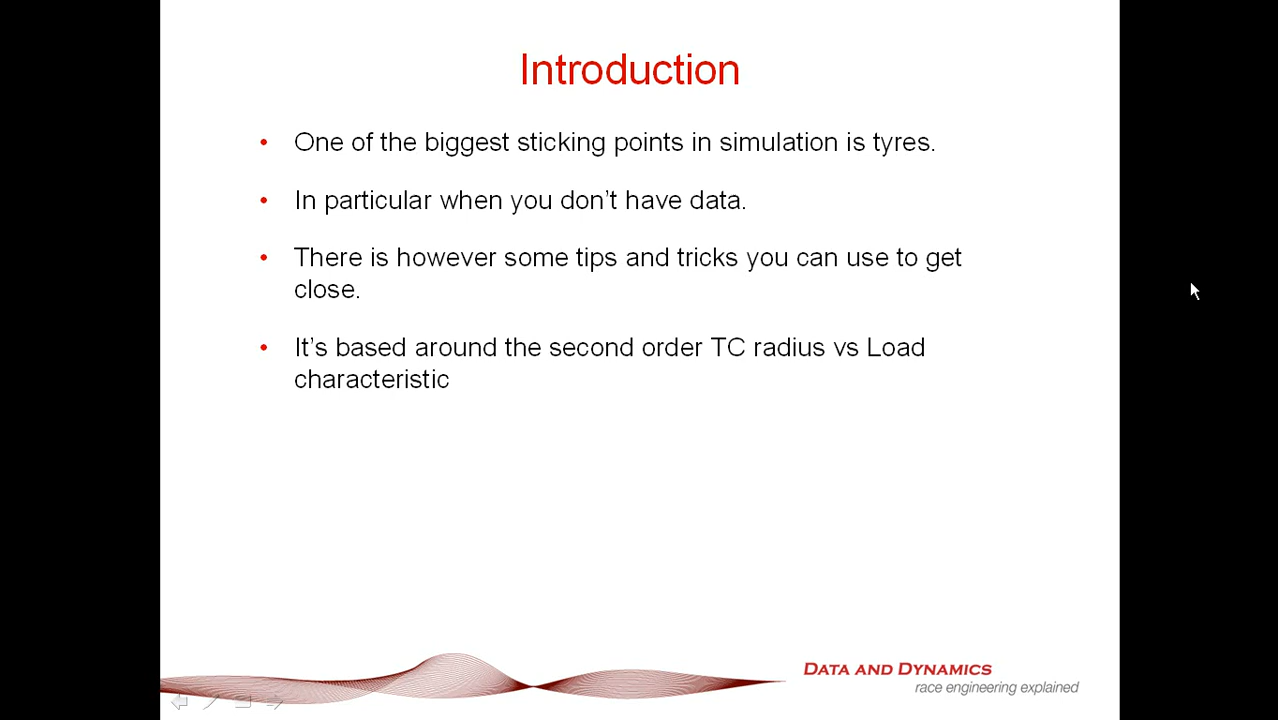 Introduction
• One of the biggest sticking points in simulation is tyres.
• In particular when you don't have data.
• There is however some tips and tricks you can use to get
close.
• It's based around the second order TC radius vs Load
characteristic
DATA AND DYNAMICS
race engineering explained